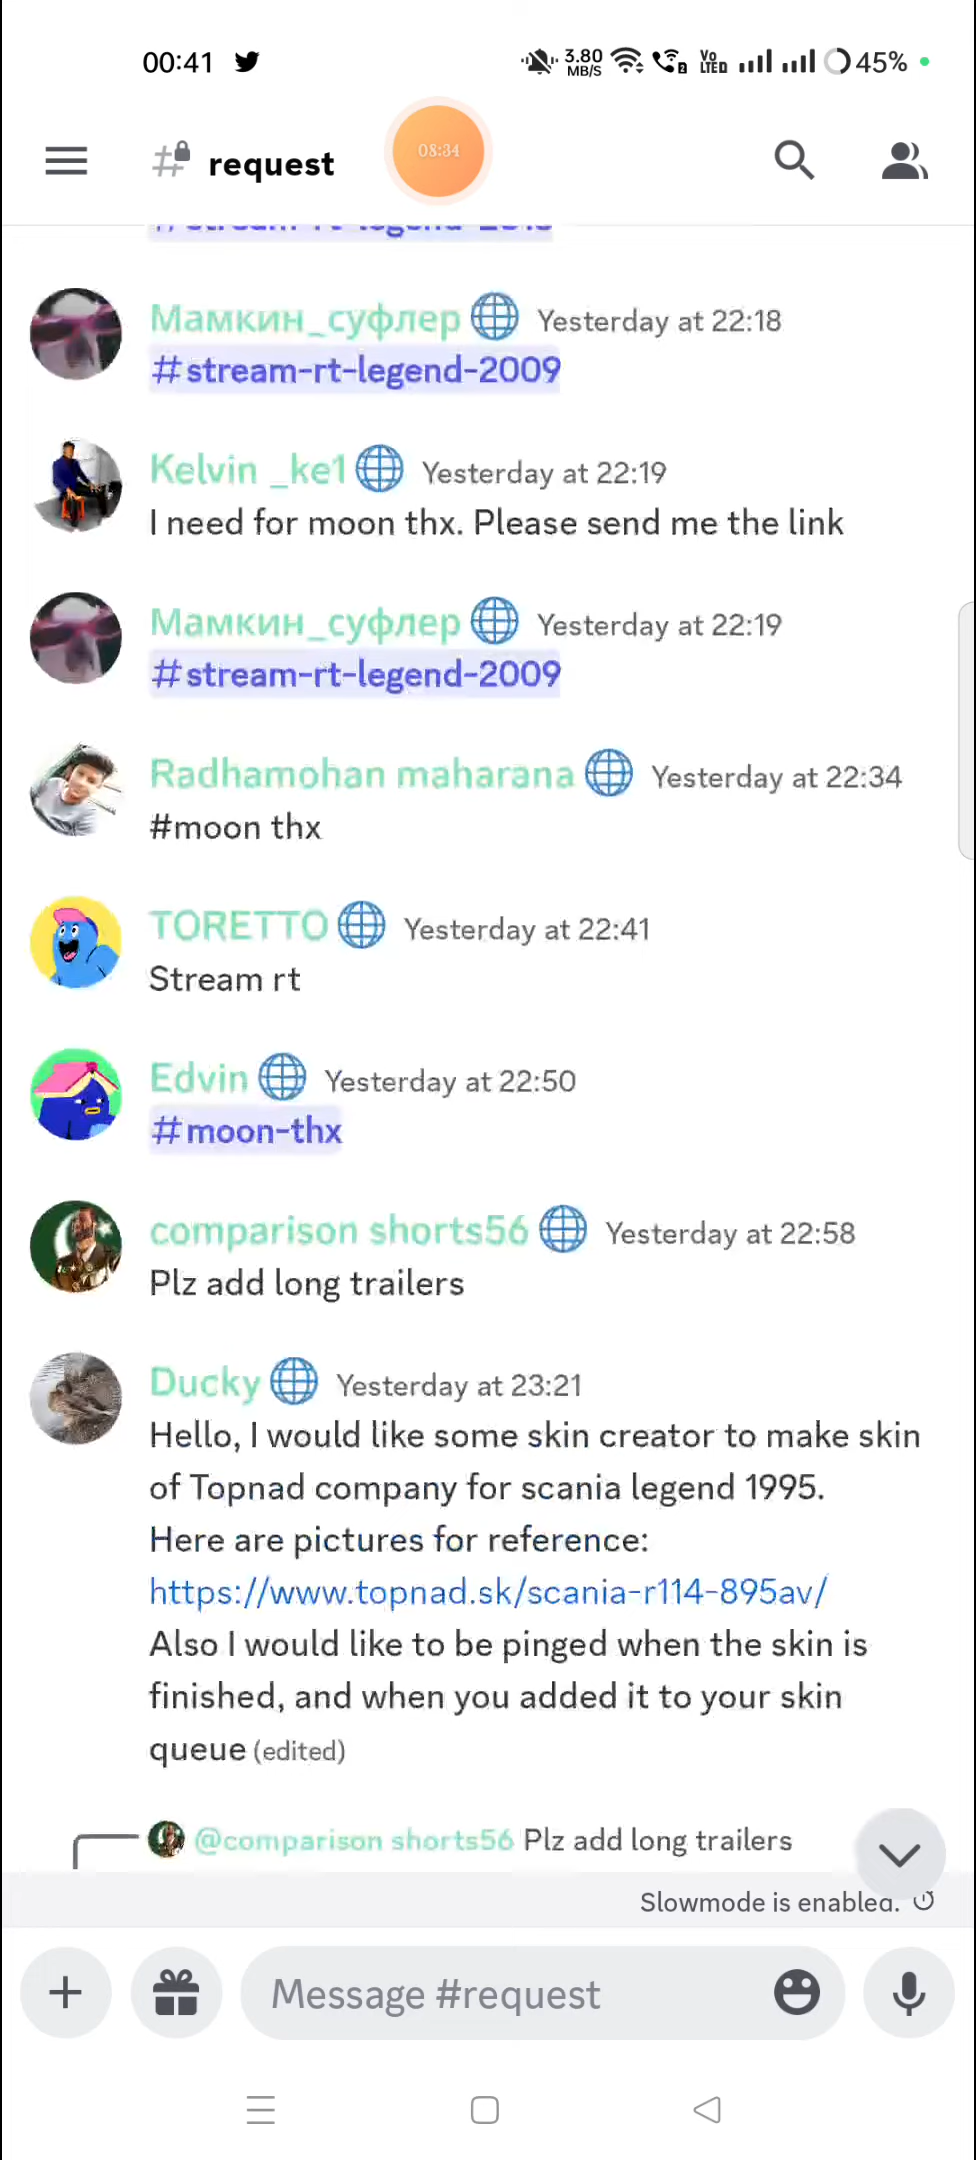 00:41
3.80 MB/S
VoLTED
45%
request
08:34
Мамкин_суфлер Yesterday at 22:18
#stream-rt-legend-2009
Kelvin _ke1 Yesterday at 22:19
I need for moon thx. Please send me the link
Мамкин_суфлер Yesterday at 22:19
#stream-rt-legend-2009
Radhamohan maharana Yesterday at 22:34
#moon thx
TORETTO Yesterday at 22:41
Stream rt
Edvin Yesterday at 22:50
#moon-thx
comparison shorts56 Yesterday at 22:58
Plz add long trailers
Ducky Yesterday at 23:21
Hello, I would like some skin creator to make skin
of Topnad company for scania legend 1995.
Here are pictures for reference:
https://www.topnad.sk/scania-r114-895av/
Also I would like to be pinged when the skin is
finished, and when you added it to your skin
queue (edited)
@comparison shorts56 Plz add long trailers
Slowmode is enabled.
Message #request